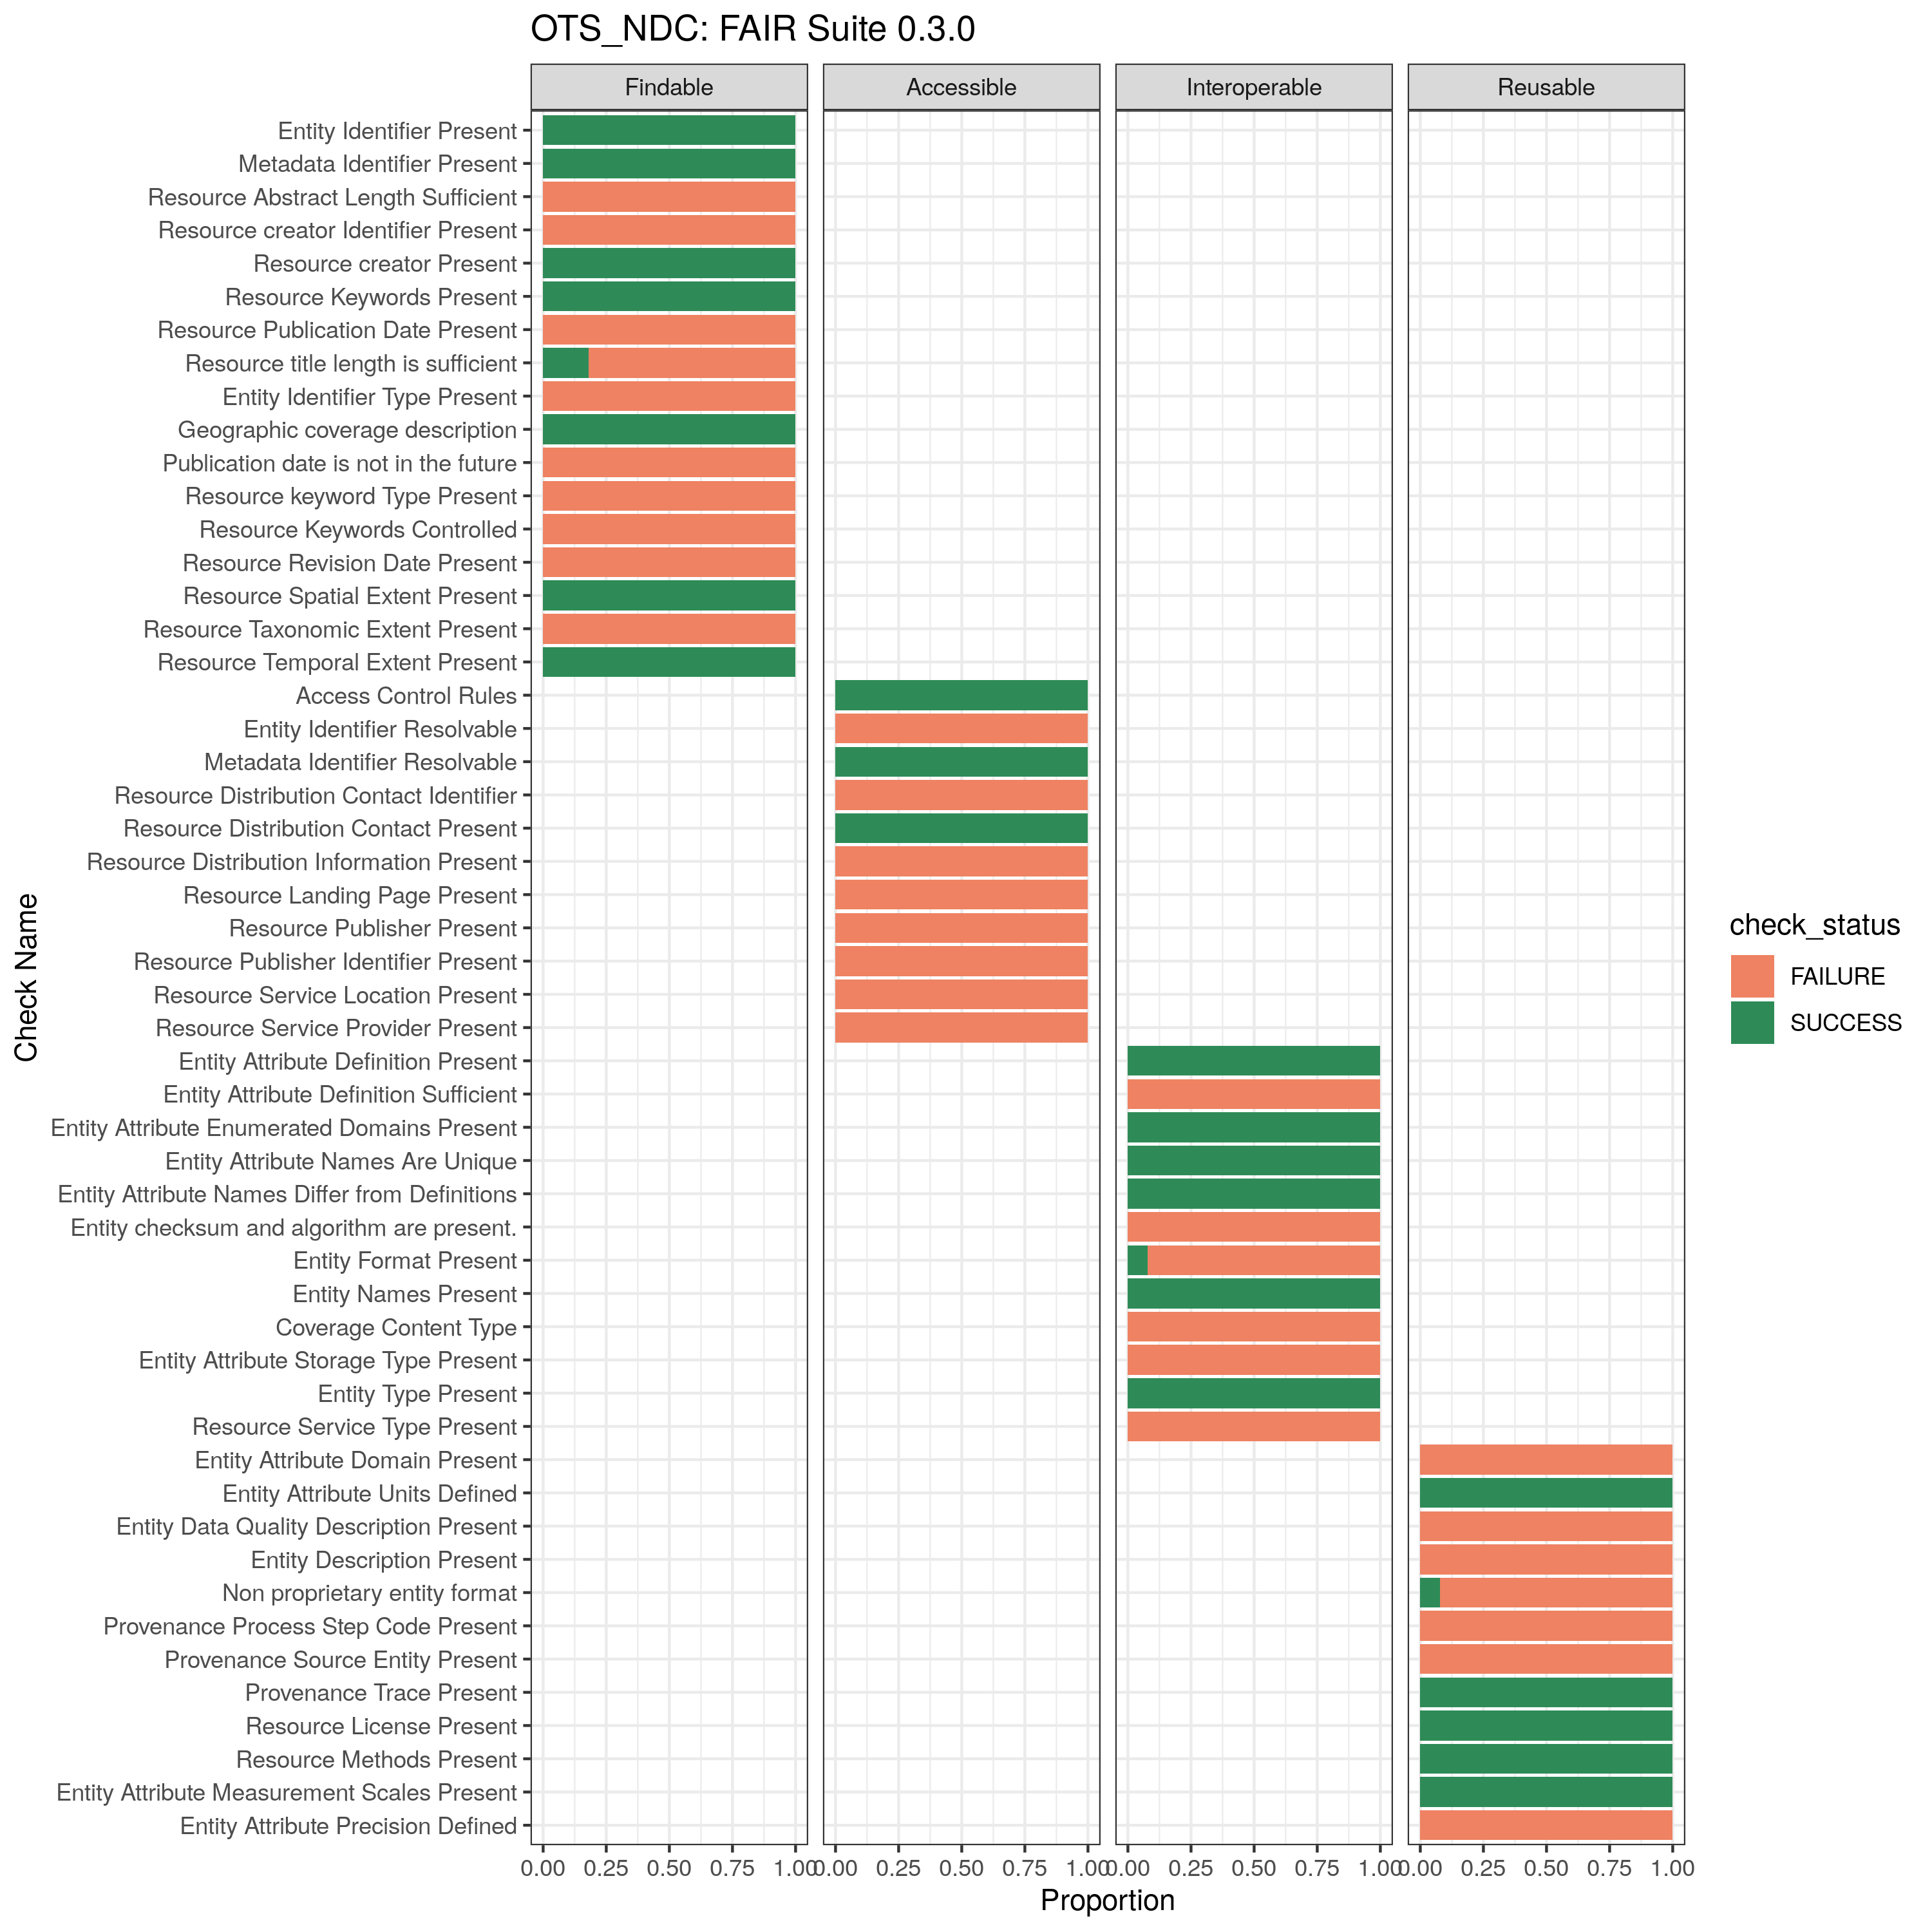 OTS_NDC: FAIR Suite 0.3.0
Findable
Accessible
Interoperable
Reusable
Entity Identifier Present
Metadata Identifier Present
Resource Abstract Length Sufficient
Resource creator Identifier Present
Resource creator Present
Resource Keywords Present
Resource Publication Date Present
Resource title length is sufficient
Entity Identifier Type Present
Geographic coverage description
Publication date is not in the future
Resource keyword Type Present
Resource Keywords Controlled
Resource Revision Date Present
Resource Spatial Extent Present
Resource Taxonomic Extent Present
Resource Temporal Extent Present
Access Control Rules
Entity Identifier Resolvable
Metadata Identifier Resolvable
Resource Distribution Contact Identifier
Resource Distribution Contact Present
Resource Distribution Information Present
Resource Landing Page Present
Resource Publisher Present
Resource Publisher Identifier Present
Resource Service Location Present
Resource Service Provider Present
Entity Attribute Definition Present
Entity Attribute Definition Sufficient
Entity Attribute Enumerated Domains Present
Entity Attribute Names Are Unique
Entity Attribute Names Differ from Definitions
Entity checksum and algorithm are present.
Entity Format Present
Entity Names Present
Coverage Content Type
Entity Attribute Storage Type Present
Entity Type Present
Resource Service Type Present
Entity Attribute Domain Present
Entity Attribute Units Defined
Entity Data Quality Description Present
Entity Description Present
Non proprietary entity format
Provenance Process Step Code Present
Provenance Source Entity Present
Provenance Trace Present
Resource License Present
Resource Methods Present
Entity Attribute Measurement Scales Present
Entity Attribute Precision Defined
Check Name
0.00 0.25 0.50 0.75 1.00 0.00 0.25 0.50 0.75 1.00 0.00 0.25 0.50 0.75 1.00 0.00 0.25 0.50 0.75 1.00
Proportion
check_status
FAILURE
SUCCESS